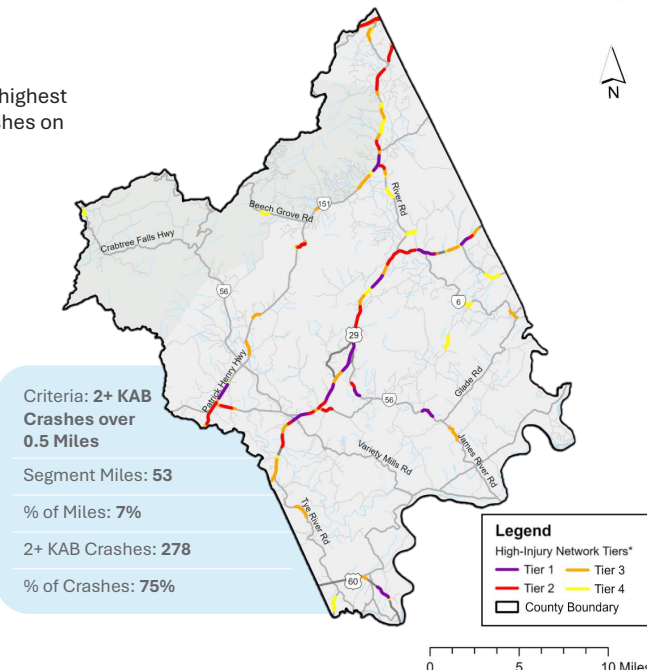 highest
shes on
N
151
Beech Grove Rd
River Rd
Crabtree Falls Hwy
56
6
29
Patrick Henry Hwy
Glade Rd
56
Variety Mills Rd
James River Rd
Tye River Rd
60
Criteria: 2+ KAB
Crashes over
0.5 Miles
Segment Miles: 53
% of Miles: 7%
2+ KAB Crashes: 278
% of Crashes: 75%
Legend
High-Injury Network Tiers*
Tier 1 Tier 3
Tier 2 Tier 4
County Boundary
0 5 10 Miles